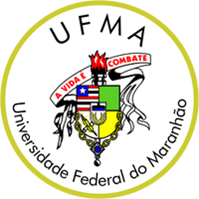 UFMA
A VIDA É COMBATE
Universidade Federal do Maranhão